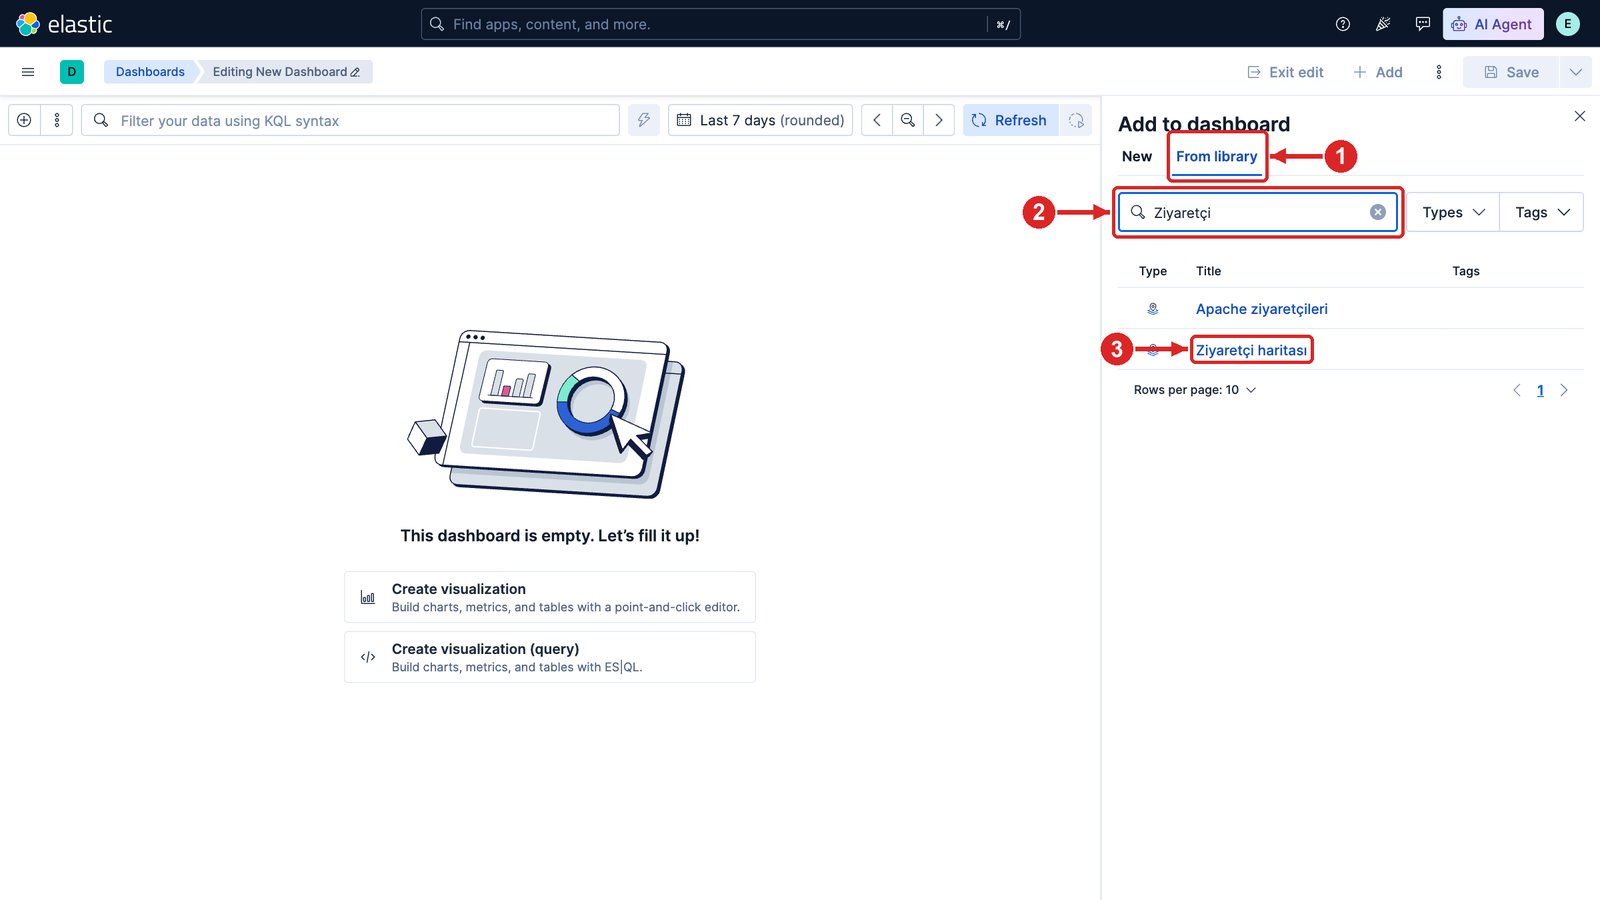 elastic
Find apps, content, and more.
⌘/
AI Agent
E
D
Dashboards
Editing New Dashboard
Exit edit
Add
Save
Filter your data using KQL syntax
Last 7 days (rounded)
Refresh
Add to dashboard
New
From library
1
2
Ziyaretçi
Types
Tags
Type
Title
Tags
Apache ziyaretçileri
3
Ziyaretçi haritası
Rows per page: 10
1
This dashboard is empty. Let’s fill it up!
Create visualization
Build charts, metrics, and tables with a point-and-click editor.
Create visualization (query)
Build charts, metrics, and tables with ES|QL.